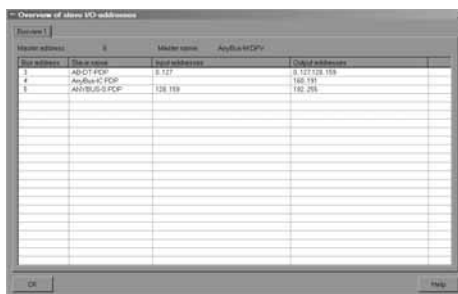 Overview of slave I/O-addresses
Busview 1
Master address 6 Master name AnyBus-M DPV
Bus address Slave name Input addresses Output addresses
3 AB-DT-PDP 0..127 0..127,128..159
4 AnyBus-IC PDP 160..191
5 ANYBUS-S PDP 128..159 192..255
OK Help